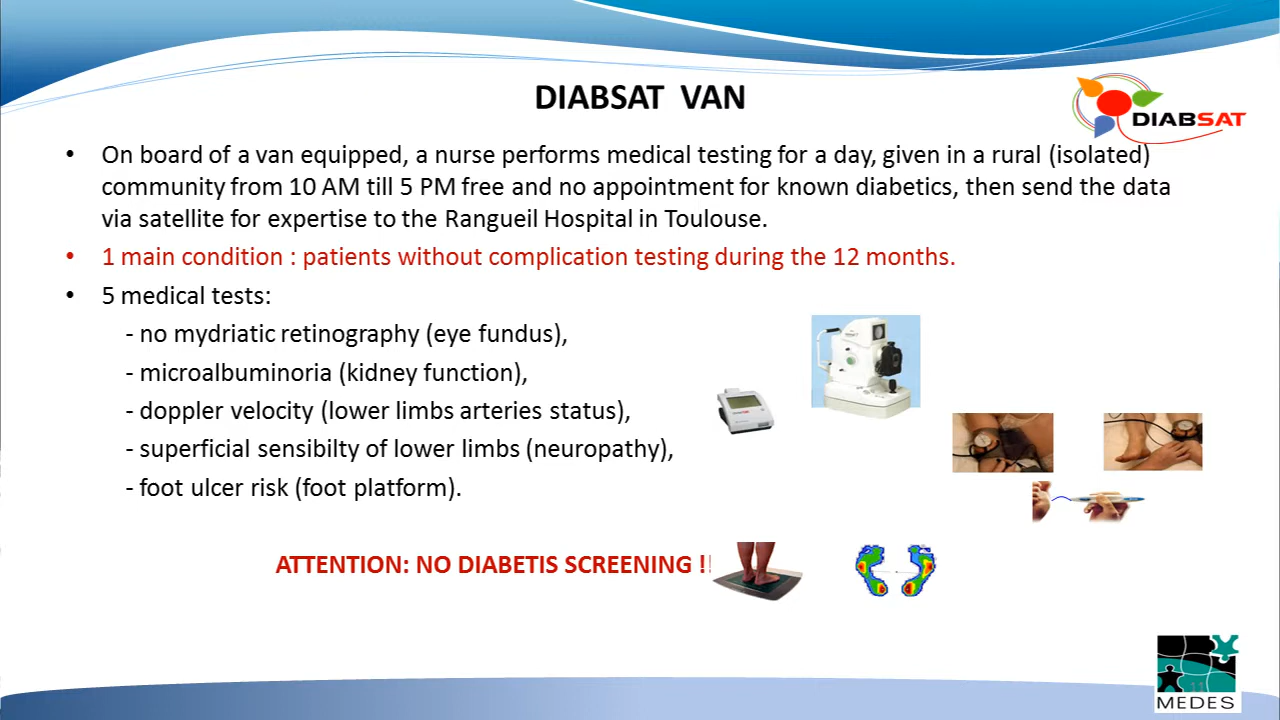 DIABSAT VAN
DIABSAT
• On board of a van equipped, a nurse performs medical testing for a day, given in a rural (isolated)
community from 10 AM till 5 PM free and no appointment for known diabetics, then send the data
via satellite for expertise to the Rangueil Hospital in Toulouse.
• 1 main condition : patients without complication testing during the 12 months.
• 5 medical tests:
- no mydriatic retinography (eye fundus),
- microalbuminoria (kidney function),
- doppler velocity (lower limbs arteries status),
- superficial sensibilty of lower limbs (neuropathy),
- foot ulcer risk (foot platform).
ATTENTION: NO DIABETIS SCREENING !!
11
MEDES